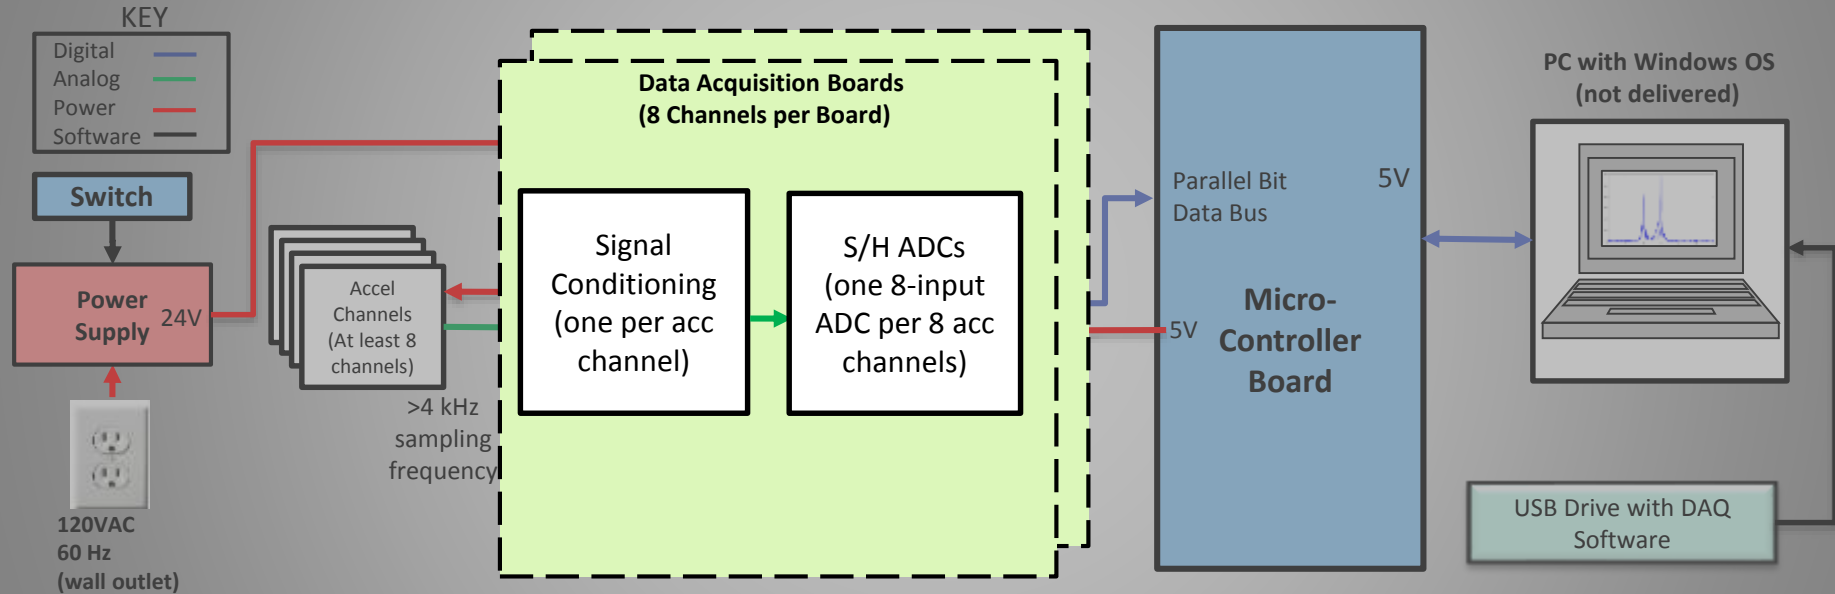 KEY
Digital
Analog
Power
Software
Switch
Power
Supply
24V
120VAC
60 Hz
(wall outlet)
Accel
Channels
(At least 8
channels)
>4 kHz
sampling
frequency
Data Acquisition Boards
(8 Channels per Board)
Signal
Conditioning
(one per acc
channel)
S/H ADCs
(one 8-input
ADC per 8 acc
channels)
Parallel Bit
Data Bus
5V
5V
Micro-
Controller
Board
PC with Windows OS
(not delivered)
USB Drive with DAQ
Software